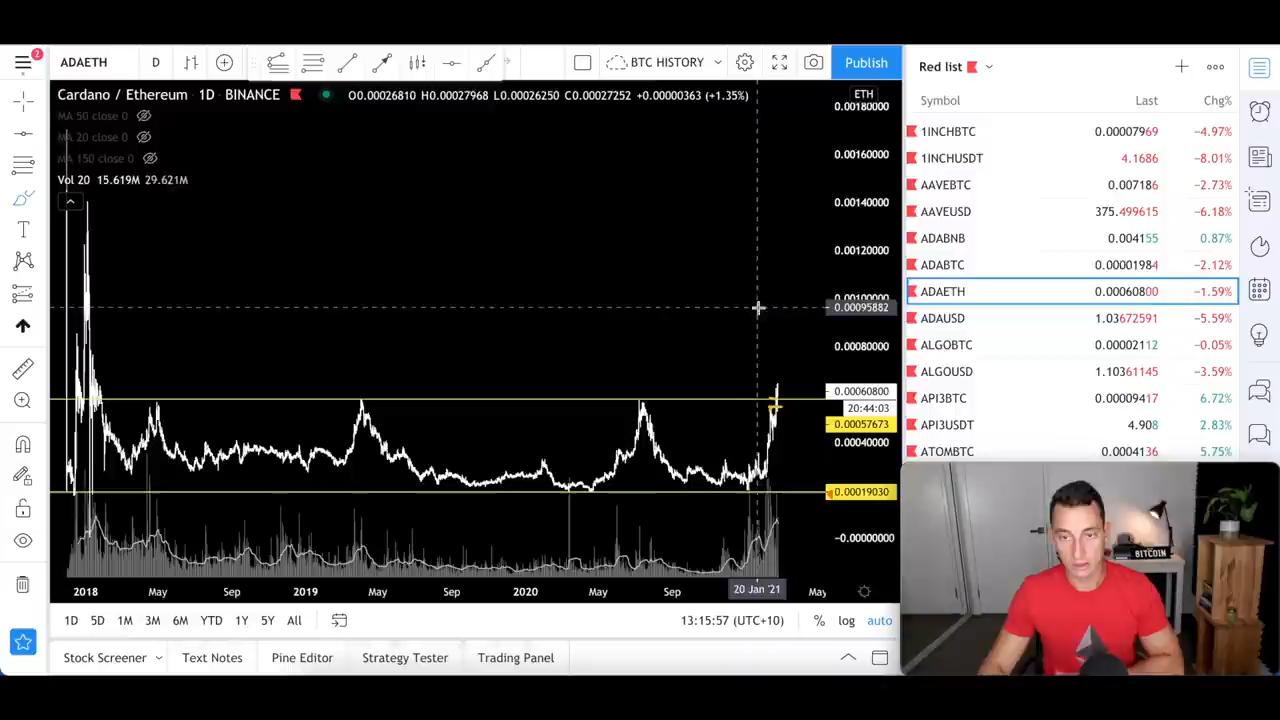 2
ADAETH
D
BTC HISTORY
Publish
Cardano / Ethereum · 1D · BINANCE
O0.00026810 H0.00027968 L0.00026250 C0.00027252 +0.00000363 (+1.35%)
MA 50 close 0
MA 20 close 0
MA 150 close 0
Vol 20 15.619M 29.621M
ETH
0.00180000
0.00160000
0.00140000
0.00120000
0.00100000
0.00095882
0.00080000
0.00060800
20:44:03
0.00057673
0.00040000
0.00019030
-0.00000000
2018
May
Sep
2019
May
Sep
2020
May
Sep
20 Jan '21
May
1D
5D
1M
3M
6M
YTD
1Y
5Y
All
13:15:57 (UTC+10)
%
log
auto
Stock Screener
Text Notes
Pine Editor
Strategy Tester
Trading Panel
Red list
Symbol Last Chg%
1INCHBTC 0.00007969 −4.97%
1INCHUSDT 4.1686 −8.01%
AAVEBTC 0.007186 −2.73%
AAVEUSD 375.499615 −6.18%
ADABNB 0.004155 0.87%
ADABTC 0.00001984 −2.12%
ADAETH 0.00060800 −1.59%
ADAUSD 1.03672591 −5.59%
ALGOBTC 0.00002112 −0.05%
ALGOUSD 1.10361145 −3.59%
API3BTC 0.00009417 6.72%
API3USDT 4.908 2.83%
ATOMBTC 0.0004136 5.75%
BITCOIN